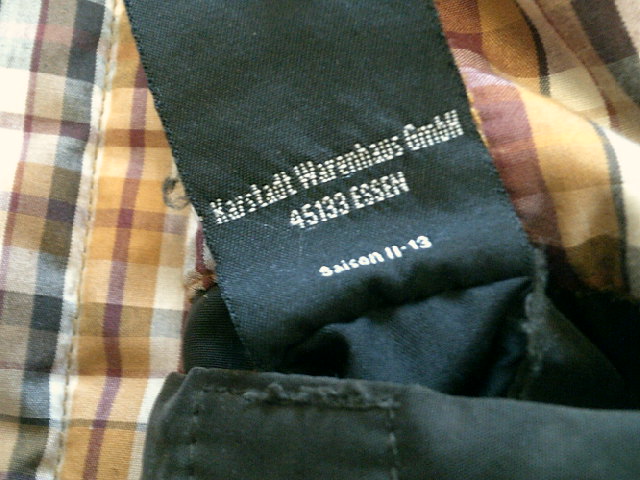 Karstadt Warenhaus GmbH
45133 ESSEN
Saison II-13